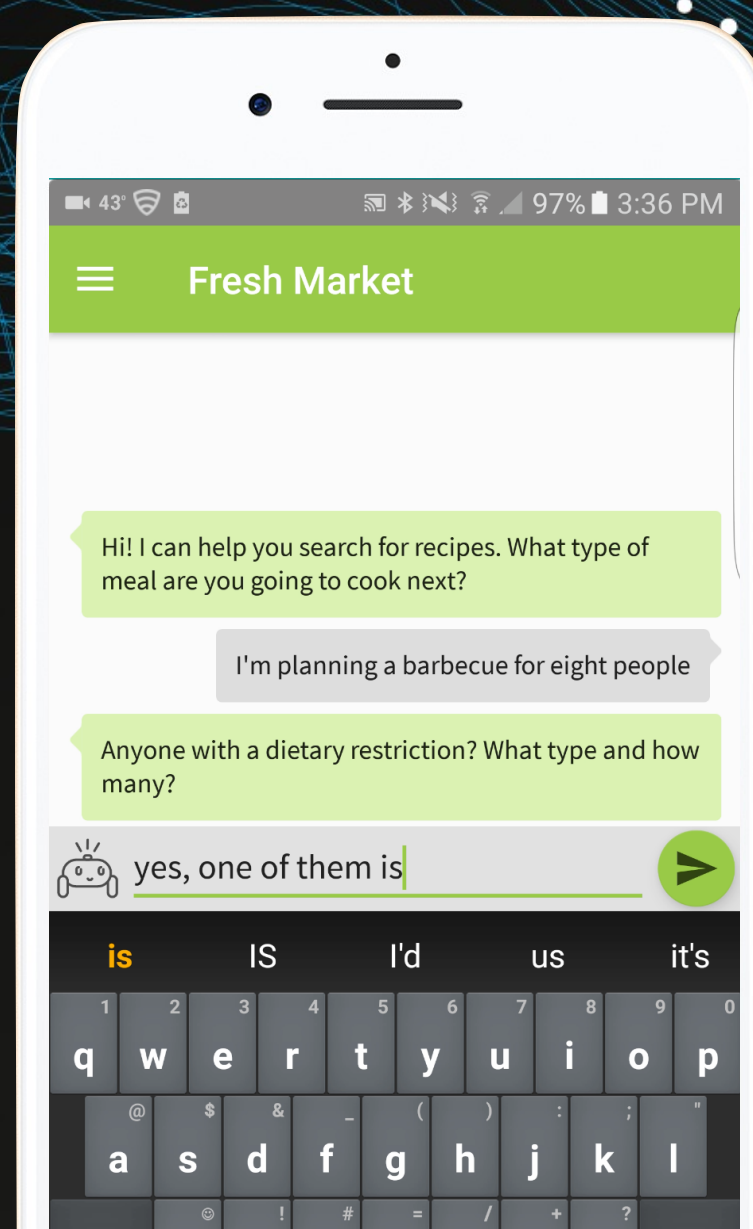 43° 97% 3:36 PM
Fresh Market
Hi! I can help you search for recipes. What type of
meal are you going to cook next?
I'm planning a barbecue for eight people
Anyone with a dietary restriction? What type and how
many?
yes, one of them is
is IS I'd us it's
1 2 3 4 5 6 7 8 9 0
q w e r t y u i o p
@ $ & _ ( ) : ; "
a s d f g h j k l
! # = / + ?